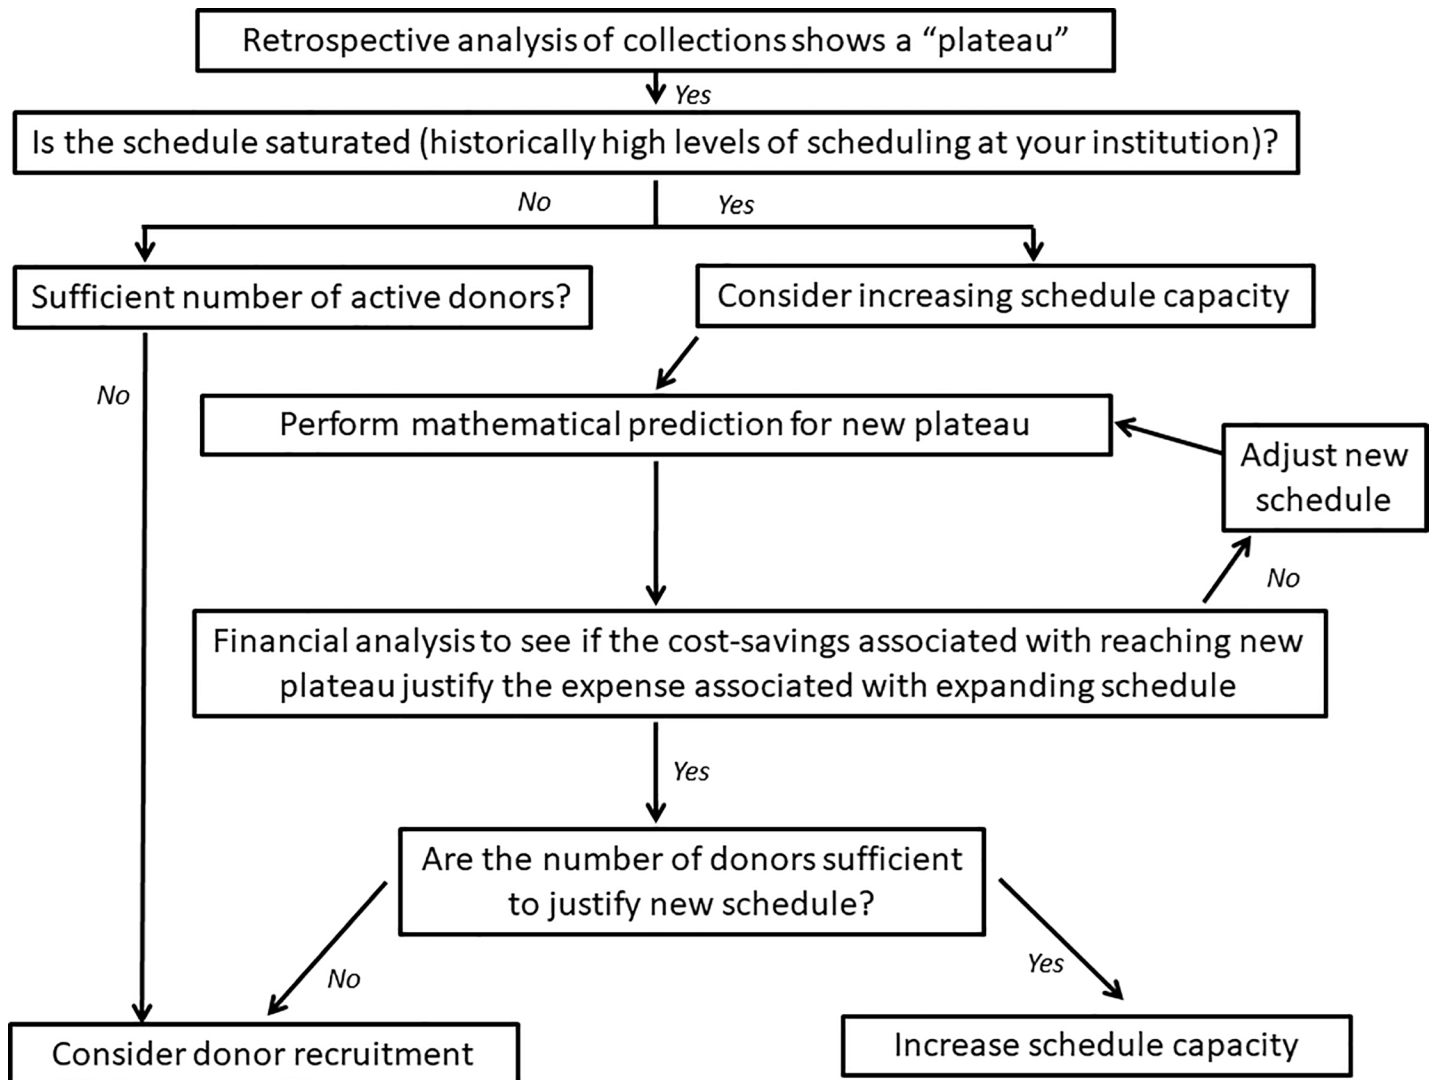 Retrospective analysis of collections shows a “plateau”
Yes
Is the schedule saturated (historically high levels of scheduling at your institution)?
No
Yes
Sufficient number of active donors?
Consider increasing schedule capacity
No
Perform mathematical prediction for new plateau
Adjust new
schedule
No
Financial analysis to see if the cost-savings associated with reaching new
plateau justify the expense associated with expanding schedule
Yes
Are the number of donors sufficient
to justify new schedule?
No
Yes
Consider donor recruitment
Increase schedule capacity